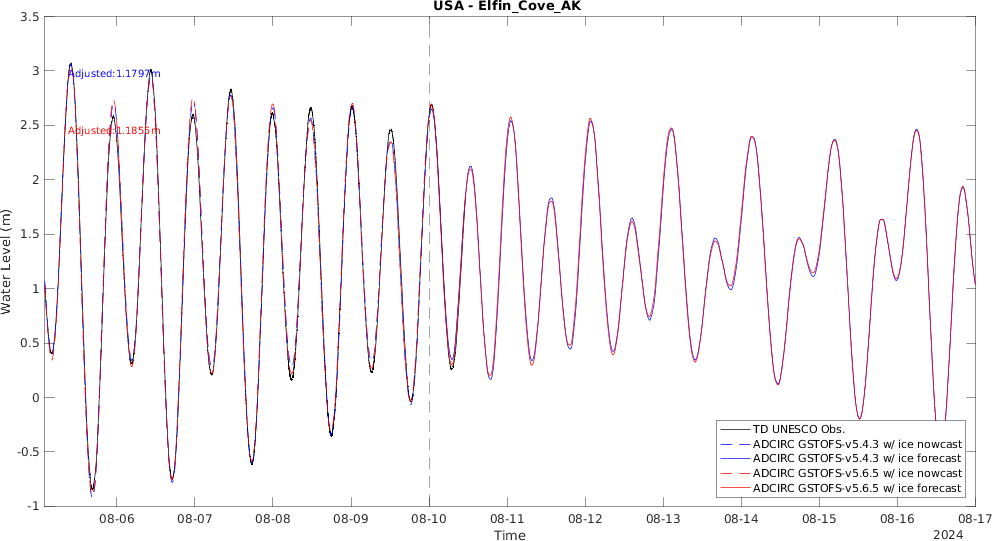 USA - Elfin_Cove_AK
3.5
3
2.5
2
1.5
1
0.5
0
-0.5
-1
Water Level (m)
Adjusted:1.1797m
Adjusted:1.1855m
TD UNESCO Obs.
ADCIRC GSTOFS-v5.4.3 w/ ice nowcast
ADCIRC GSTOFS-v5.4.3 w/ ice forecast
ADCIRC GSTOFS-v5.6.5 w/ ice nowcast
ADCIRC GSTOFS-v5.6.5 w/ ice forecast
08-06 08-07 08-08 08-09 08-10 08-11 08-12 08-13 08-14 08-15 08-16 08-17
Time
2024